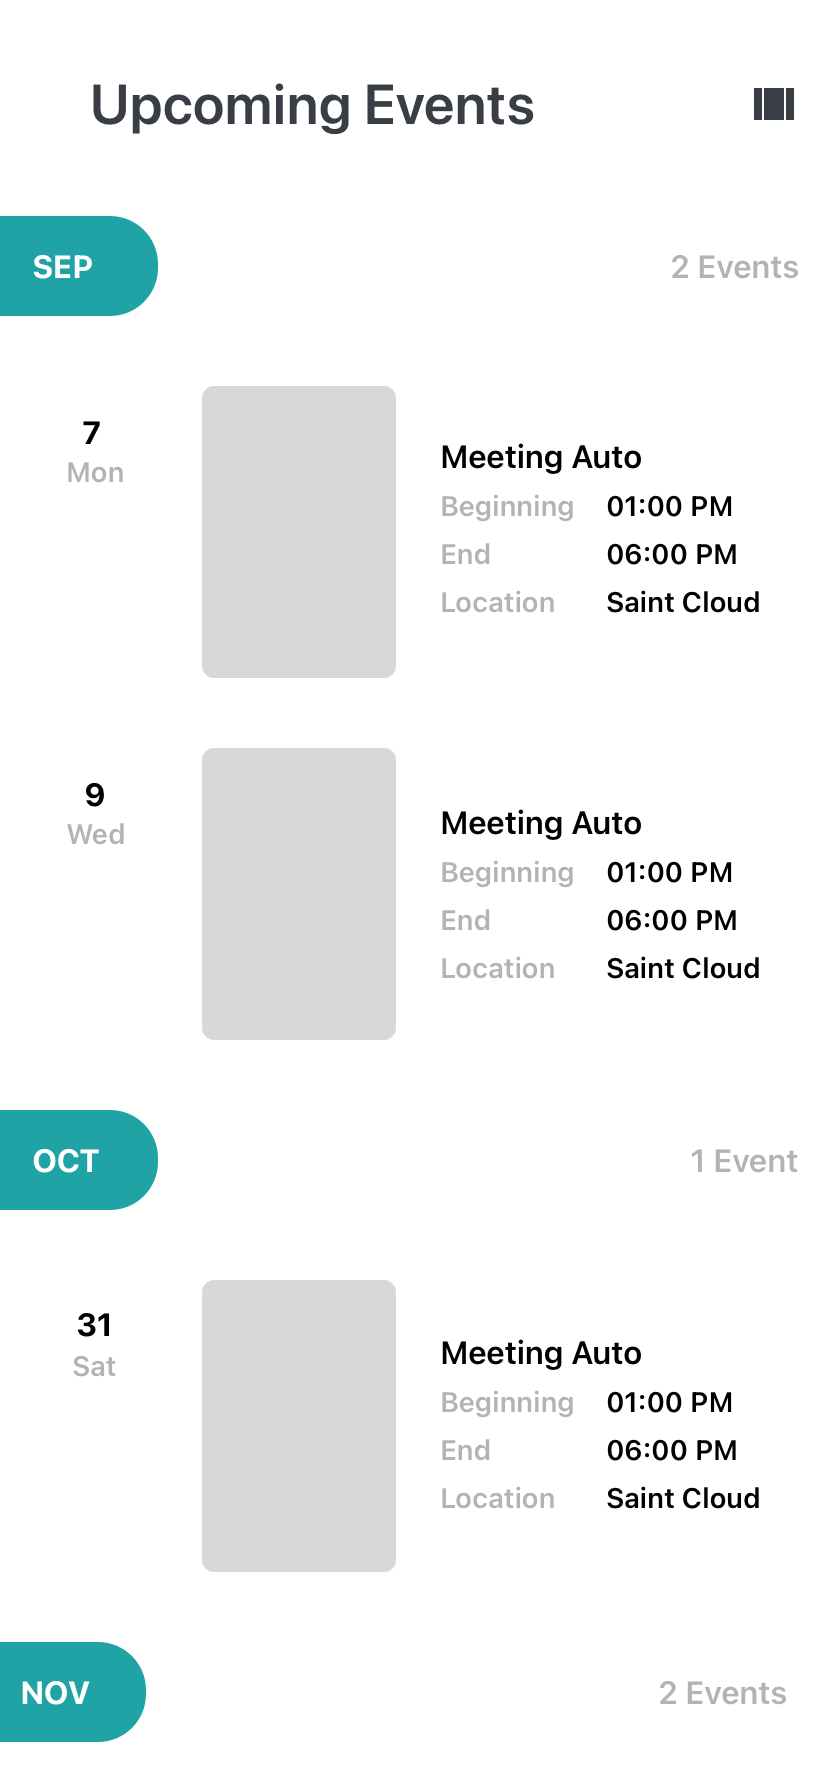 Upcoming Events
SEP 2 Events
7
Mon
Meeting Auto
Beginning 01:00 PM
End 06:00 PM
Location Saint Cloud
9
Wed
Meeting Auto
Beginning 01:00 PM
End 06:00 PM
Location Saint Cloud
OCT 1 Event
31
Sat
Meeting Auto
Beginning 01:00 PM
End 06:00 PM
Location Saint Cloud
NOV 2 Events